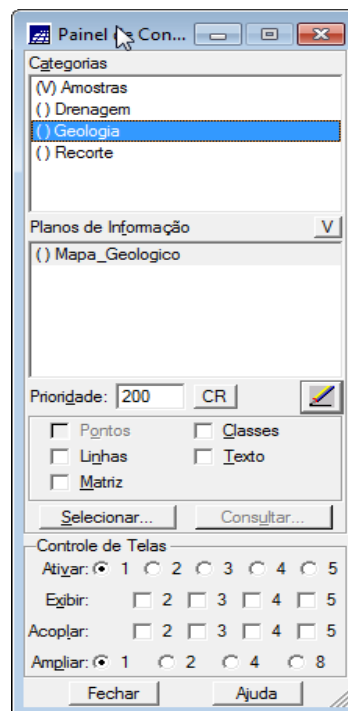 Painel de Con...
Categorias
(V) Amostras
( ) Drenagem
( ) Geologia
( ) Recorte
Planos de Informação V
( ) Mapa_Geologico
Prioridade: 200 CR
Pontos Classes
Linhas Texto
Matriz
Selecionar... Consultar...
Controle de Telas
Ativar: 1 2 3 4 5
Exibir: 2 3 4 5
Acoplar: 2 3 4 5
Ampliar: 1 2 4 8
Fechar Ajuda